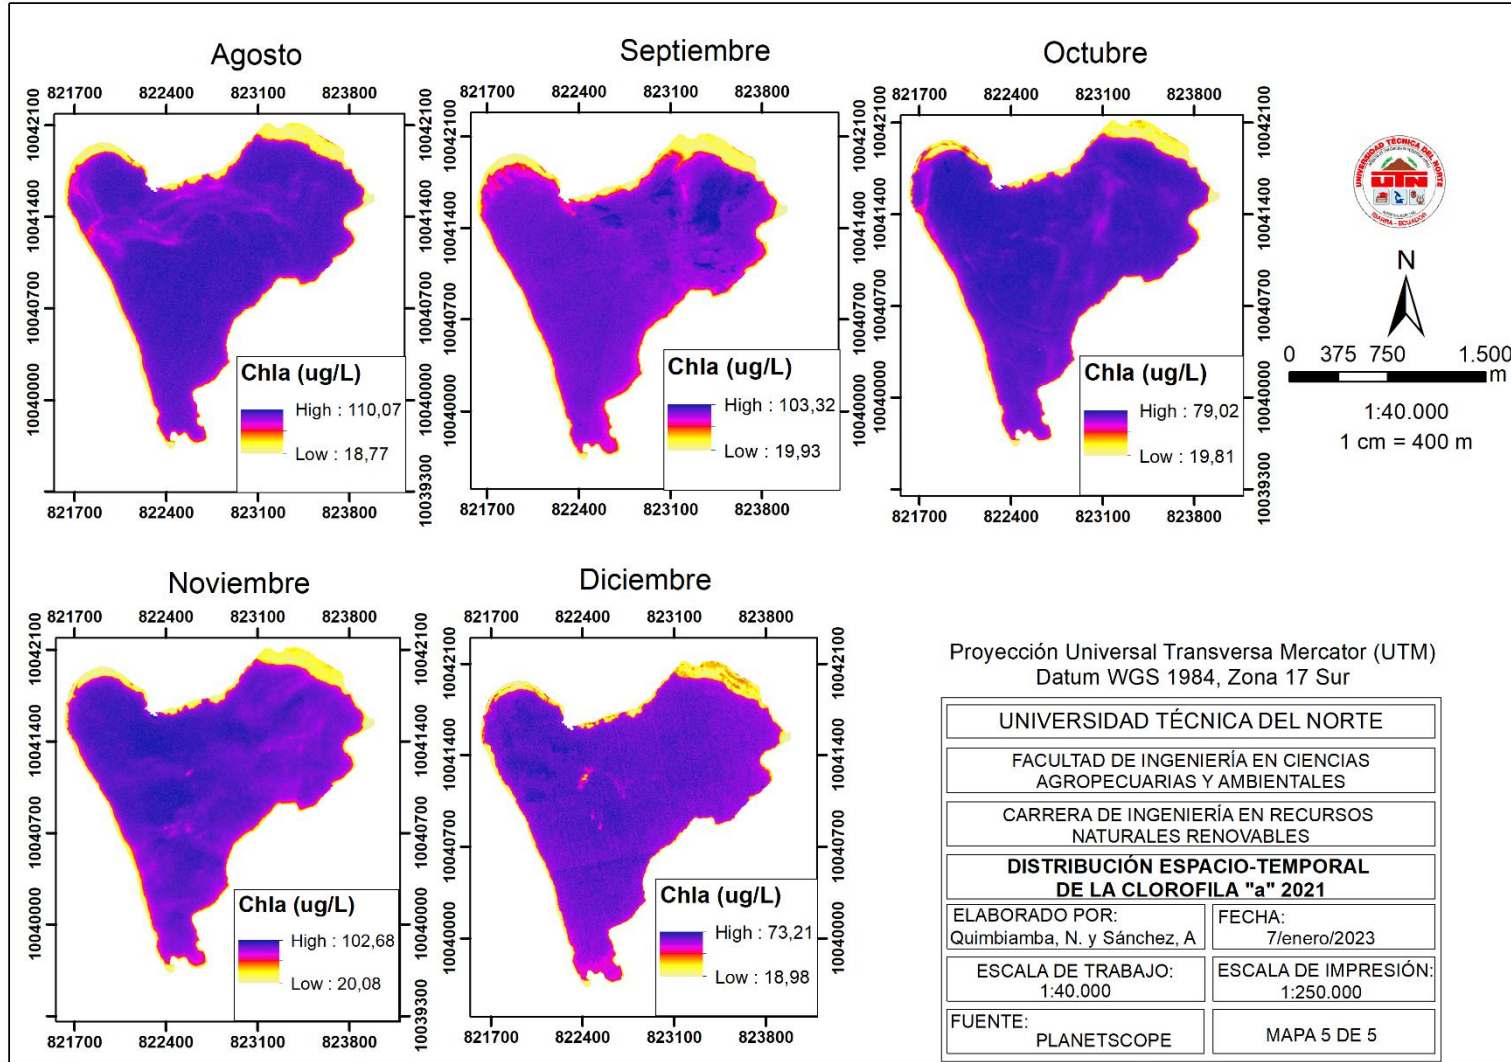 Agosto
821700 822400 823100 823800
10042100
10041400
10040700
10040000
10039300
Chla (ug/L)
High : 110,07
Low : 18,77
821700 822400 823100 823800
Septiembre
821700 822400 823100 823800
10042100
10041400
10040700
10040000
Chla (ug/L)
High : 103,32
Low : 19,93
821700 822400 823100 823800
Octubre
821700 822400 823100 823800
10042100
10041400
10040700
10040000
10039300
Chla (ug/L)
High : 79,02
Low : 19,81
821700 822400 823100 823800
UNIVERSIDAD TÉCNICA DEL NORTE
UTN
IBARRA - ECUADOR
N
0 375 750 1.500
m
1:40.000
1 cm = 400 m
Noviembre
821700 822400 823100 823800
10042100
10041400
10040700
10040000
10039300
Chla (ug/L)
High : 102,68
Low : 20,08
821700 822400 823100 823800
Diciembre
821700 822400 823100 823800
10042100
10041400
10040700
10040000
Chla (ug/L)
High : 73,21
Low : 18,98
821700 822400 823100 823800
Proyección Universal Transversa Mercator (UTM)
Datum WGS 1984, Zona 17 Sur
UNIVERSIDAD TÉCNICA DEL NORTE
FACULTAD DE INGENIERÍA EN CIENCIAS
AGROPECUARIAS Y AMBIENTALES
CARRERA DE INGENIERÍA EN RECURSOS
NATURALES RENOVABLES
DISTRIBUCIÓN ESPACIO-TEMPORAL
DE LA CLOROFILA "a" 2021
ELABORADO POR:
Quimbiamba, N. y Sánchez, A
FECHA:
7/enero/2023
ESCALA DE TRABAJO:
1:40.000
ESCALA DE IMPRESIÓN:
1:250.000
FUENTE:
PLANETSCOPE
MAPA 5 DE 5